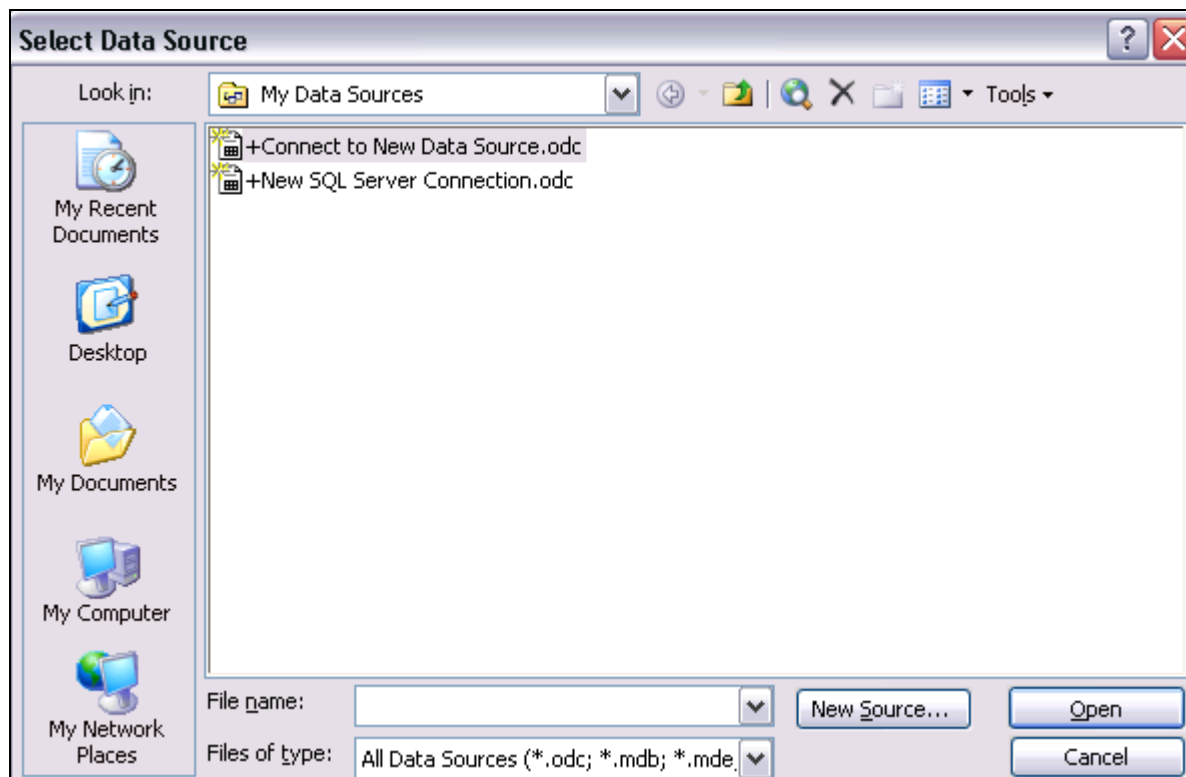 Select Data Source
?
Look in:
My Data Sources
Tools
My Recent
Documents
Desktop
My Documents
My Computer
My Network
Places
+Connect to New Data Source.odc
+New SQL Server Connection.odc
File name:
New Source...
Open
Files of type:
All Data Sources (*.odc; *.mdb; *.mde;
Cancel